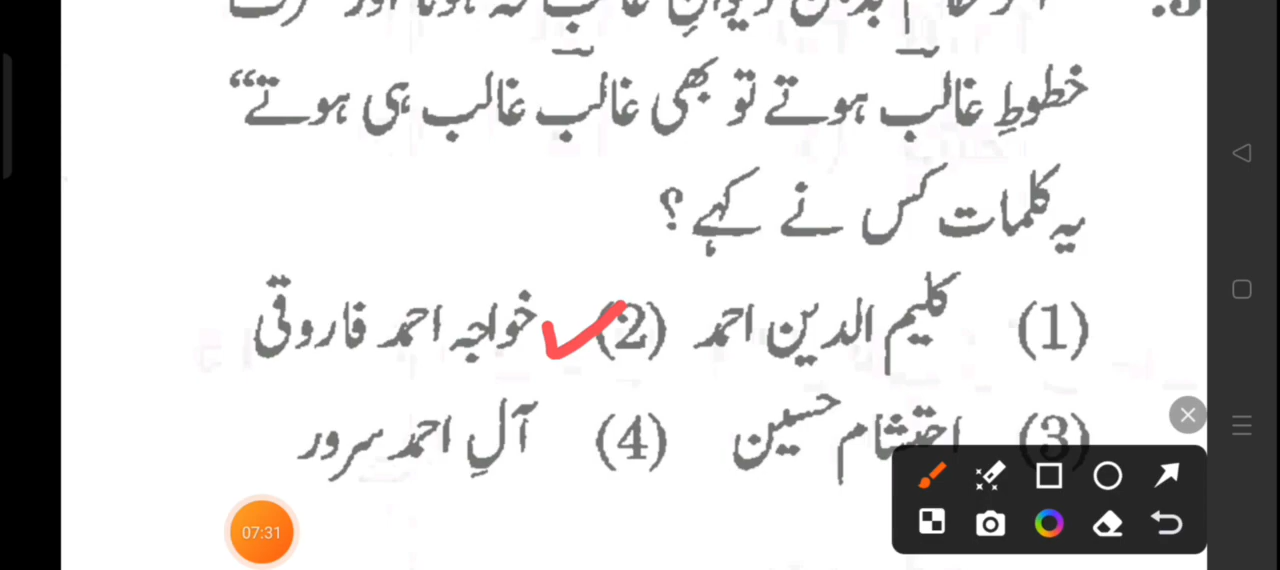 خطوطِ غالب ہوتے تو بھی غالب غالب ہی ہوتے“
یہ کلمات کس نے کہے؟
(1) کلیم الدین احمد (2) خواجہ احمد فاروقی
(3) احتشام حسین (4) آلِ احمد سرور
07:31